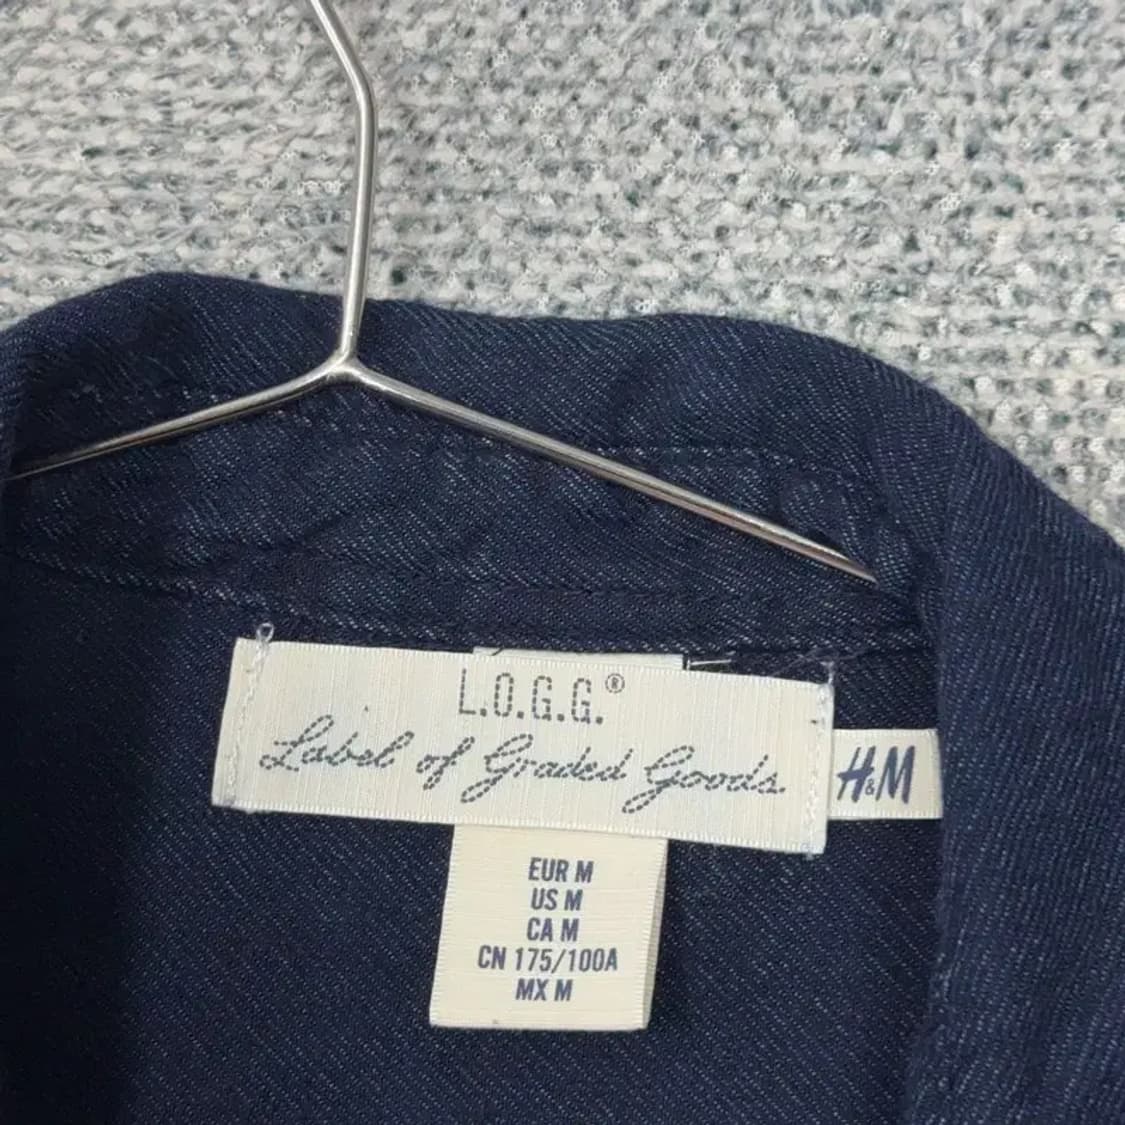 L.O.G.G.®
Label of Graded Goods.
H&M
EUR M
US M
CA M
CN 175/100A
MX M